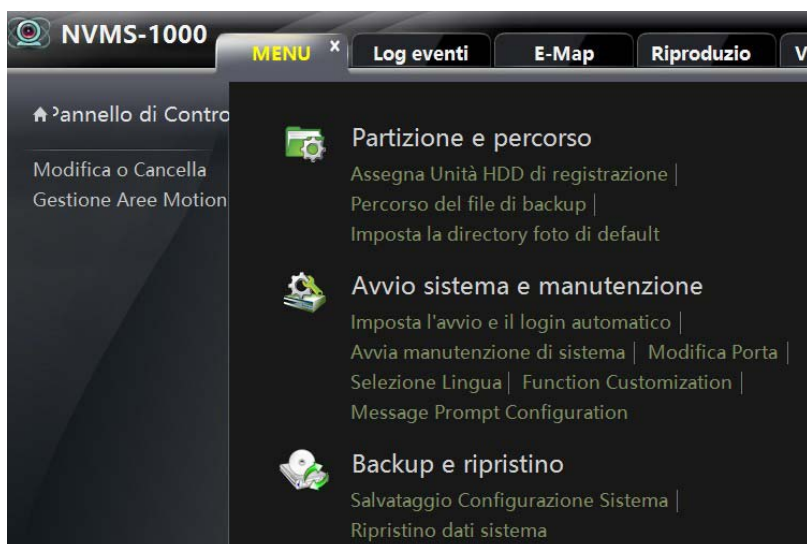 NVMS-1000
MENU x Log eventi E-Map Riproduzio V
Pannello di Contro
Modifica o Cancella
Gestione Aree Motion
Partizione e percorso
Assegna Unità HDD di registrazione |
Percorso del file di backup |
Imposta la directory foto di default
Avvio sistema e manutenzione
Imposta l'avvio e il login automatico |
Avvia manutenzione di sistema | Modifica Porta |
Selezione Lingua | Function Customization |
Message Prompt Configuration
Backup e ripristino
Salvataggio Configurazione Sistema |
Ripristino dati sistema